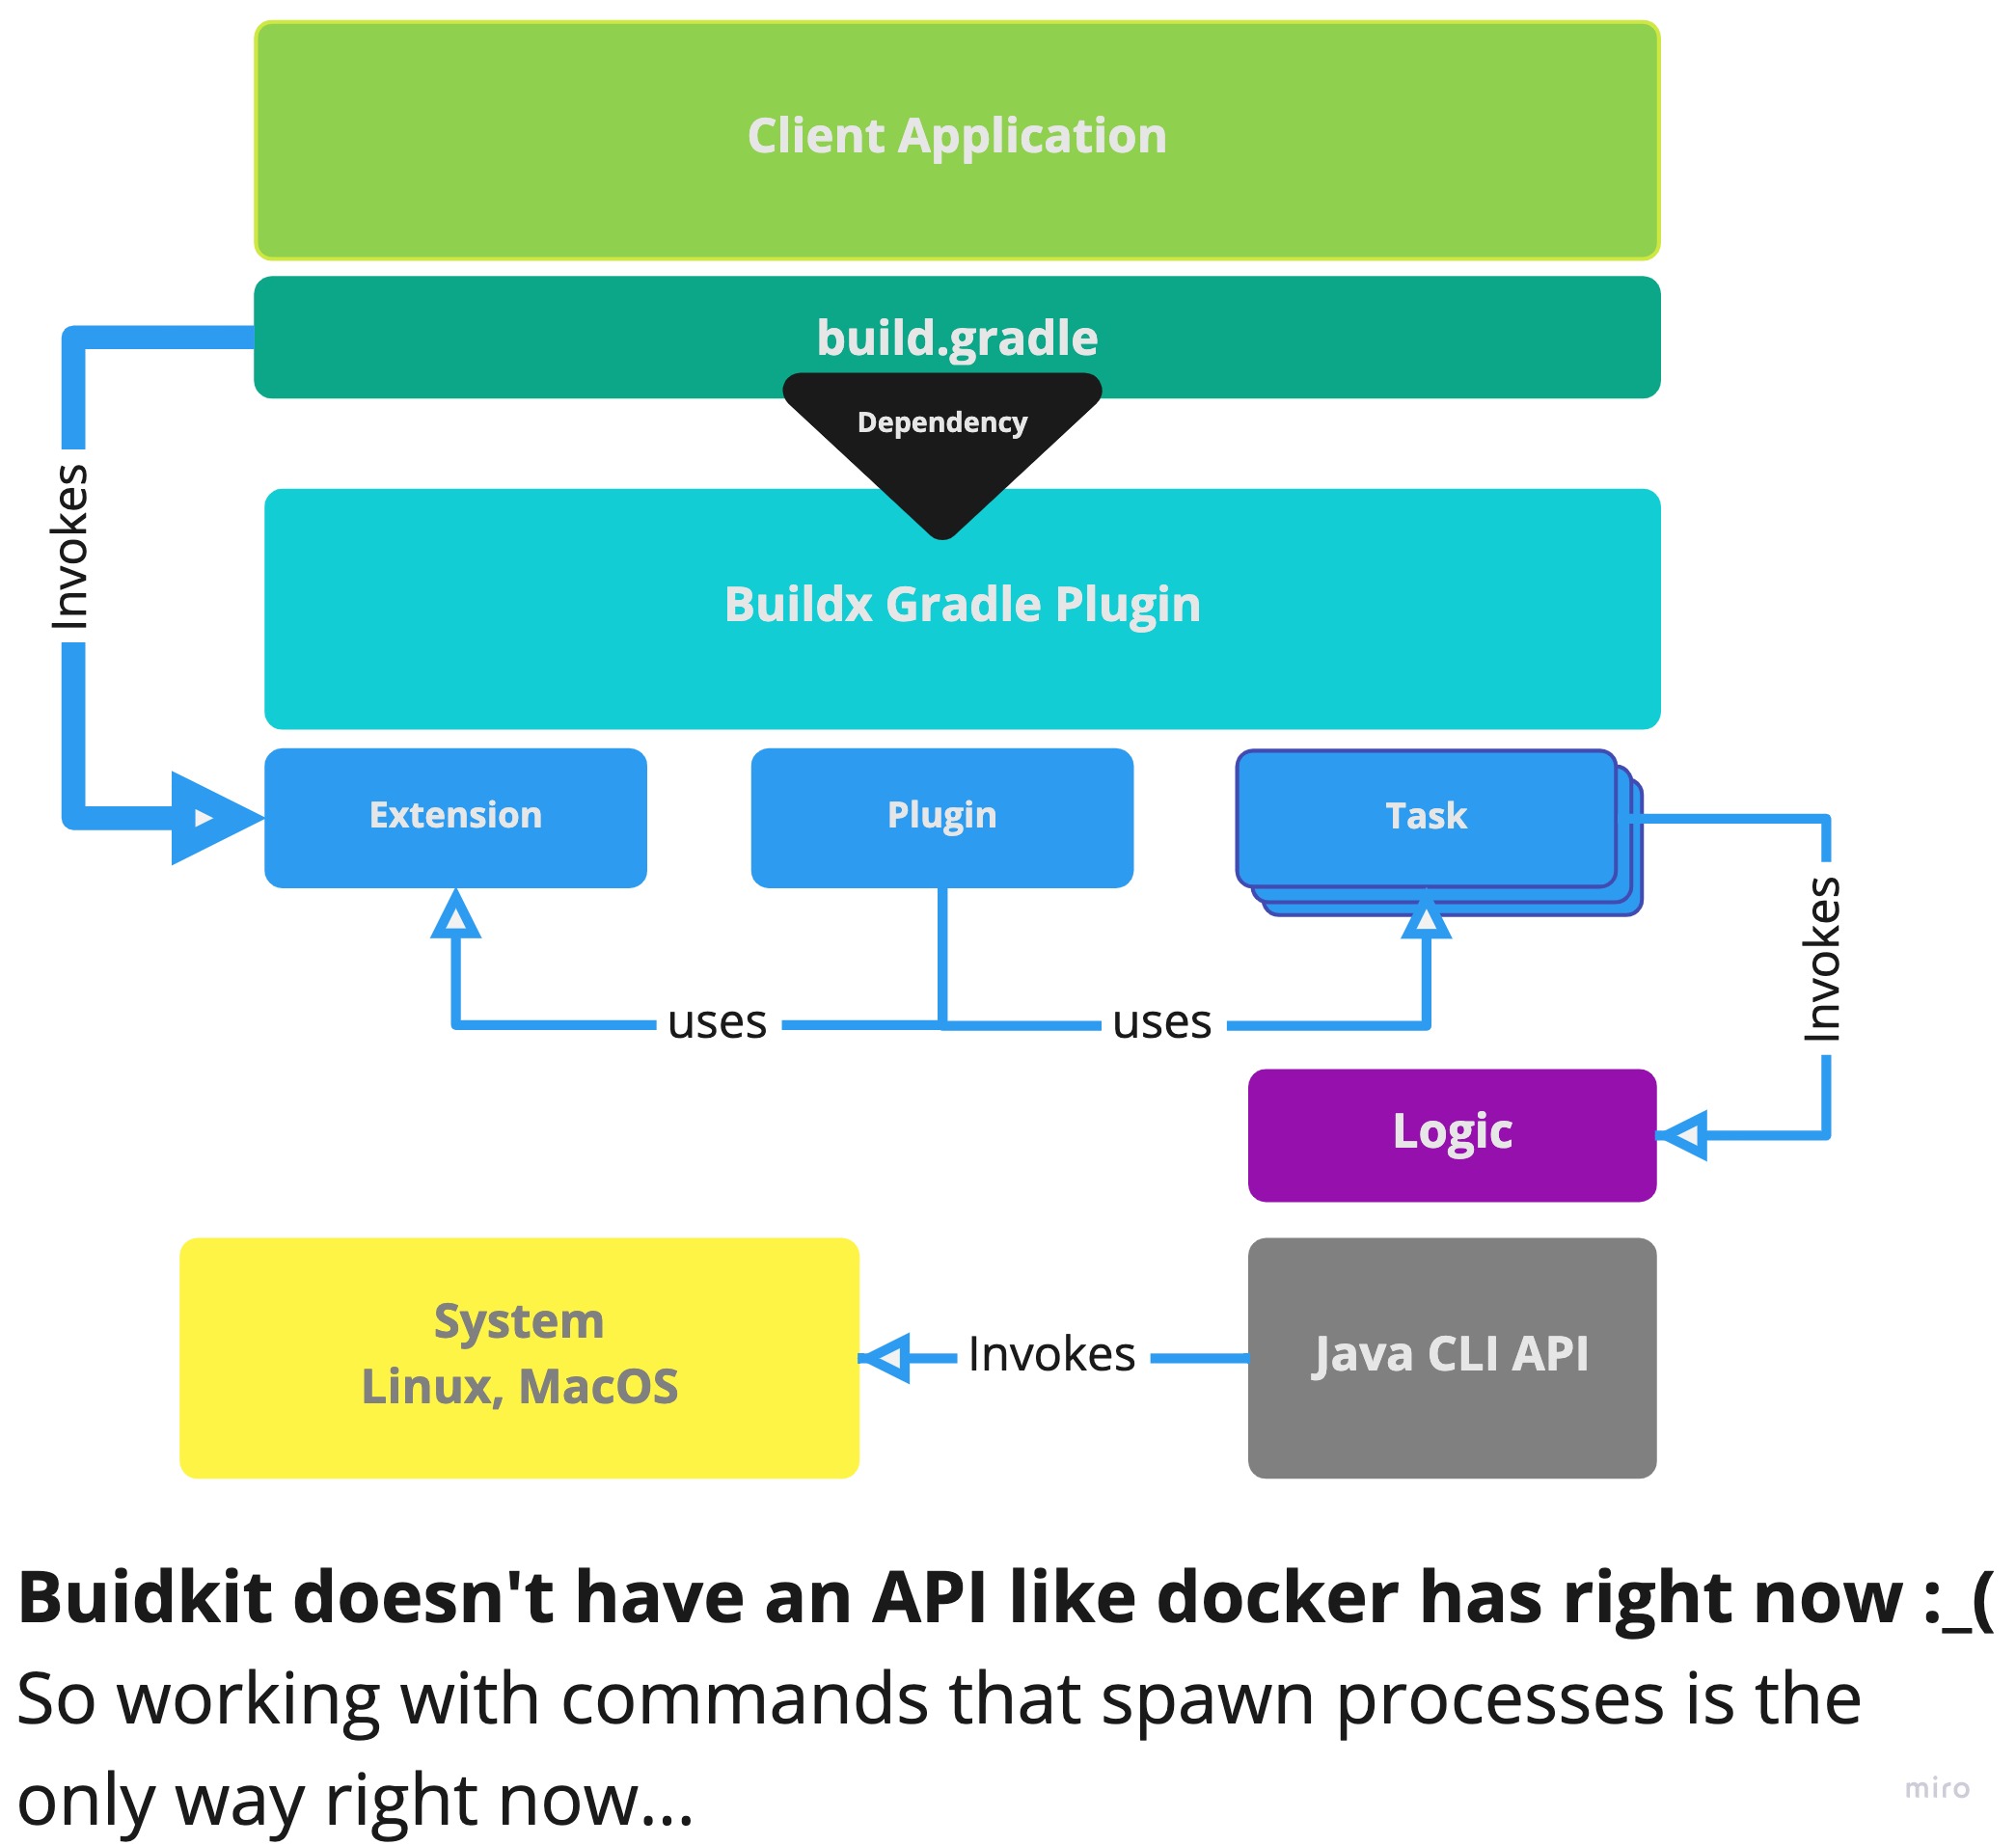 Client Application
build.gradle
Dependency
Invokes
Buildx Gradle Plugin
Extension
Plugin
Task
Invokes
uses
uses
Logic
System
Linux, MacOS
Invokes
Java CLI API
Buidkit doesn't have an API like docker has right now :_(
So working with commands that spawn processes is the
only way right now...
miro